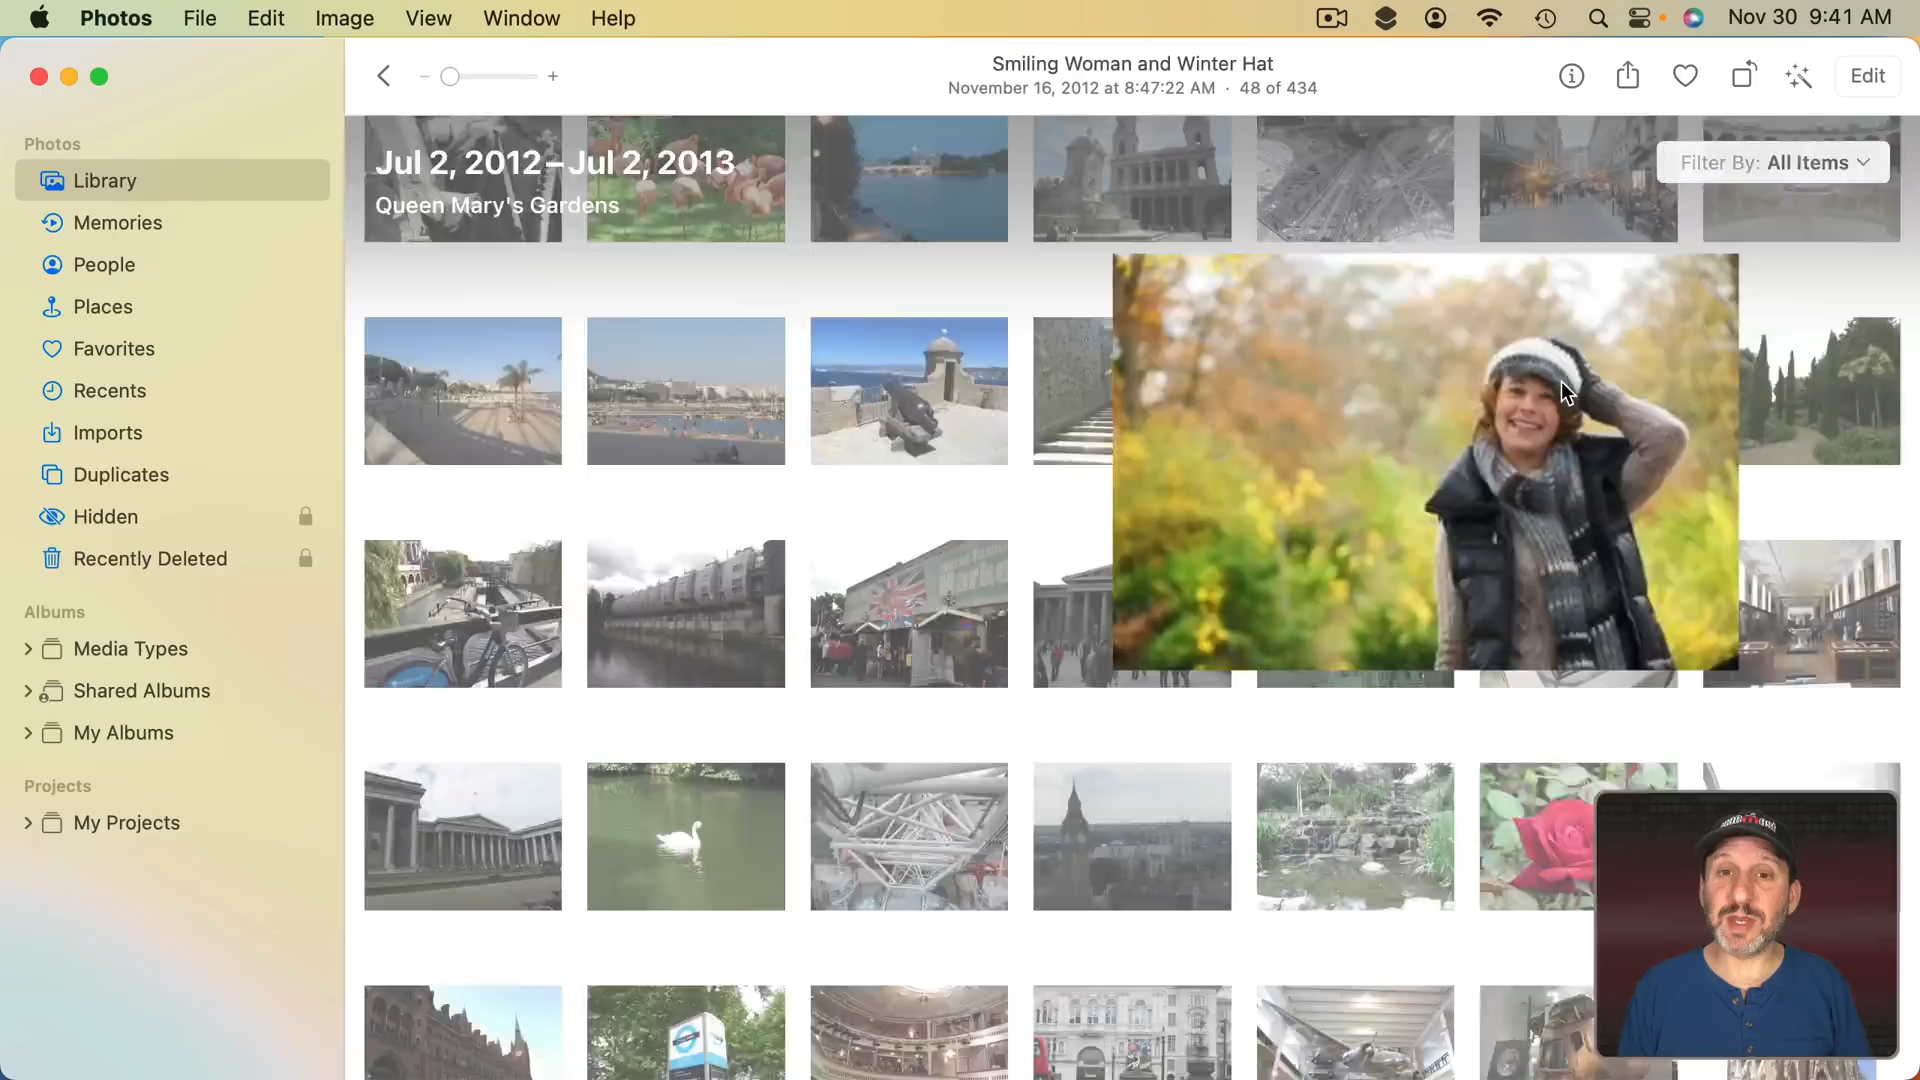 Photos File Edit Image View Window Help
Nov 30 9:41 AM
Smiling Woman and Winter Hat
November 16, 2012 at 8:47:22 AM · 48 of 434
Edit
Photos
Library
Memories
People
Places
Favorites
Recents
Imports
Duplicates
Hidden
Recently Deleted
Albums
Media Types
Shared Albums
My Albums
Projects
My Projects
Jul 2, 2012–Jul 2, 2013
Queen Mary's Gardens
Filter By: All Items